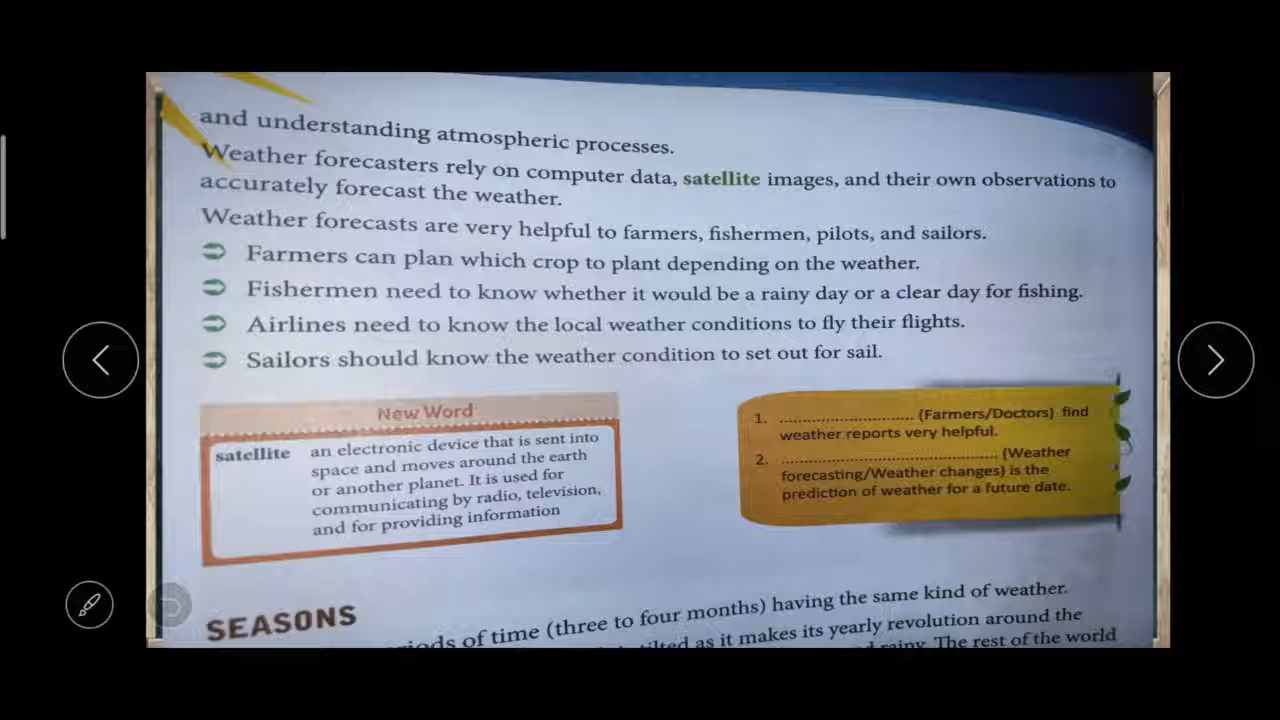 and understanding atmospheric processes.
Weather forecasters rely on computer data, satellite images, and their own observations to
accurately forecast the weather.
Weather forecasts are very helpful to farmers, fishermen, pilots, and sailors.
Farmers can plan which crop to plant depending on the weather.
Fishermen need to know whether it would be a rainy day or a clear day for fishing.
Airlines need to know the local weather conditions to fly their flights.
Sailors should know the weather condition to set out for sail.
New Word
satellite an electronic device that is sent into
space and moves around the earth
or another planet. It is used for
communicating by radio, television,
and for providing information
1. .............................. (Farmers/Doctors) find
weather reports very helpful.
2. ................................................ (Weather
forecasting/Weather changes) is the
prediction of weather for a future date.
SEASONS
of time (three to four months) having the same kind of weather.
tilted as it makes its yearly revolution around the
rainy. The rest of the world